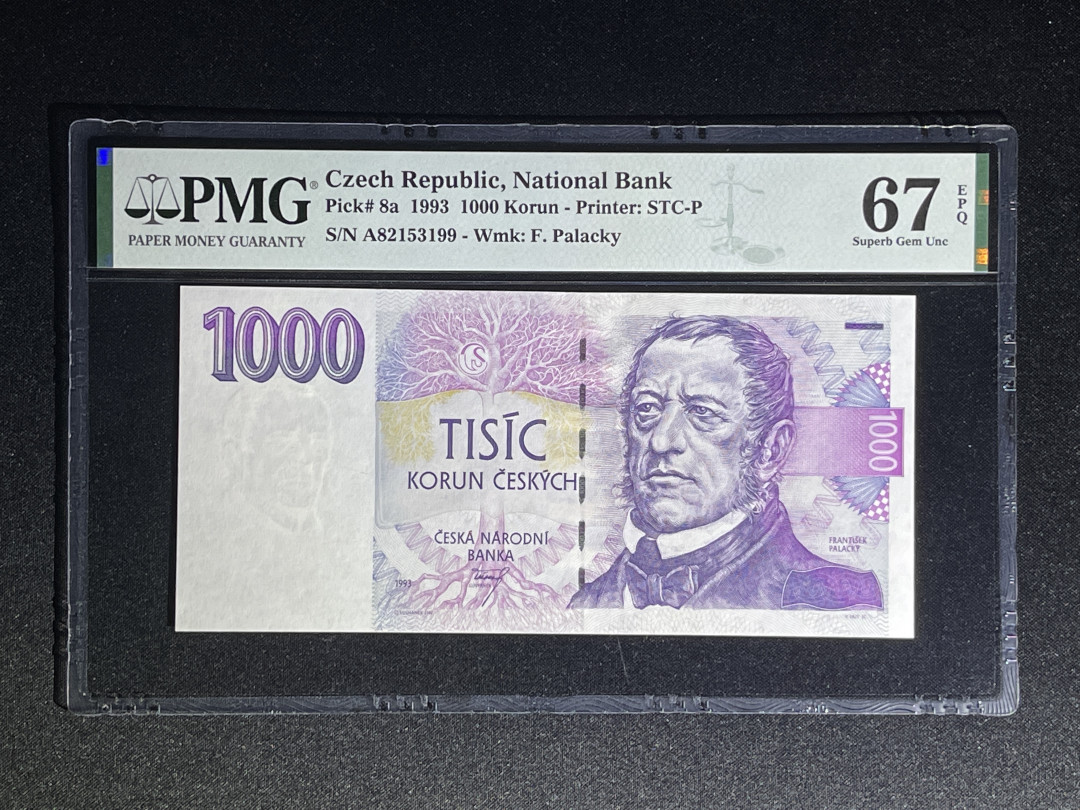 PMG®
PAPER MONEY GUARANTY
Czech Republic, National Bank
Pick# 8a 1993 1000 Korun - Printer: STC-P
S/N A82153199 - Wmk: F. Palacky
67
EPQ
Superb Gem Unc
1000
TISÍC
KORUN ČESKÝCH
ČESKÁ NÁRODNÍ
BANKA
1993
1000
FRANTIŠEK
PALACKÝ